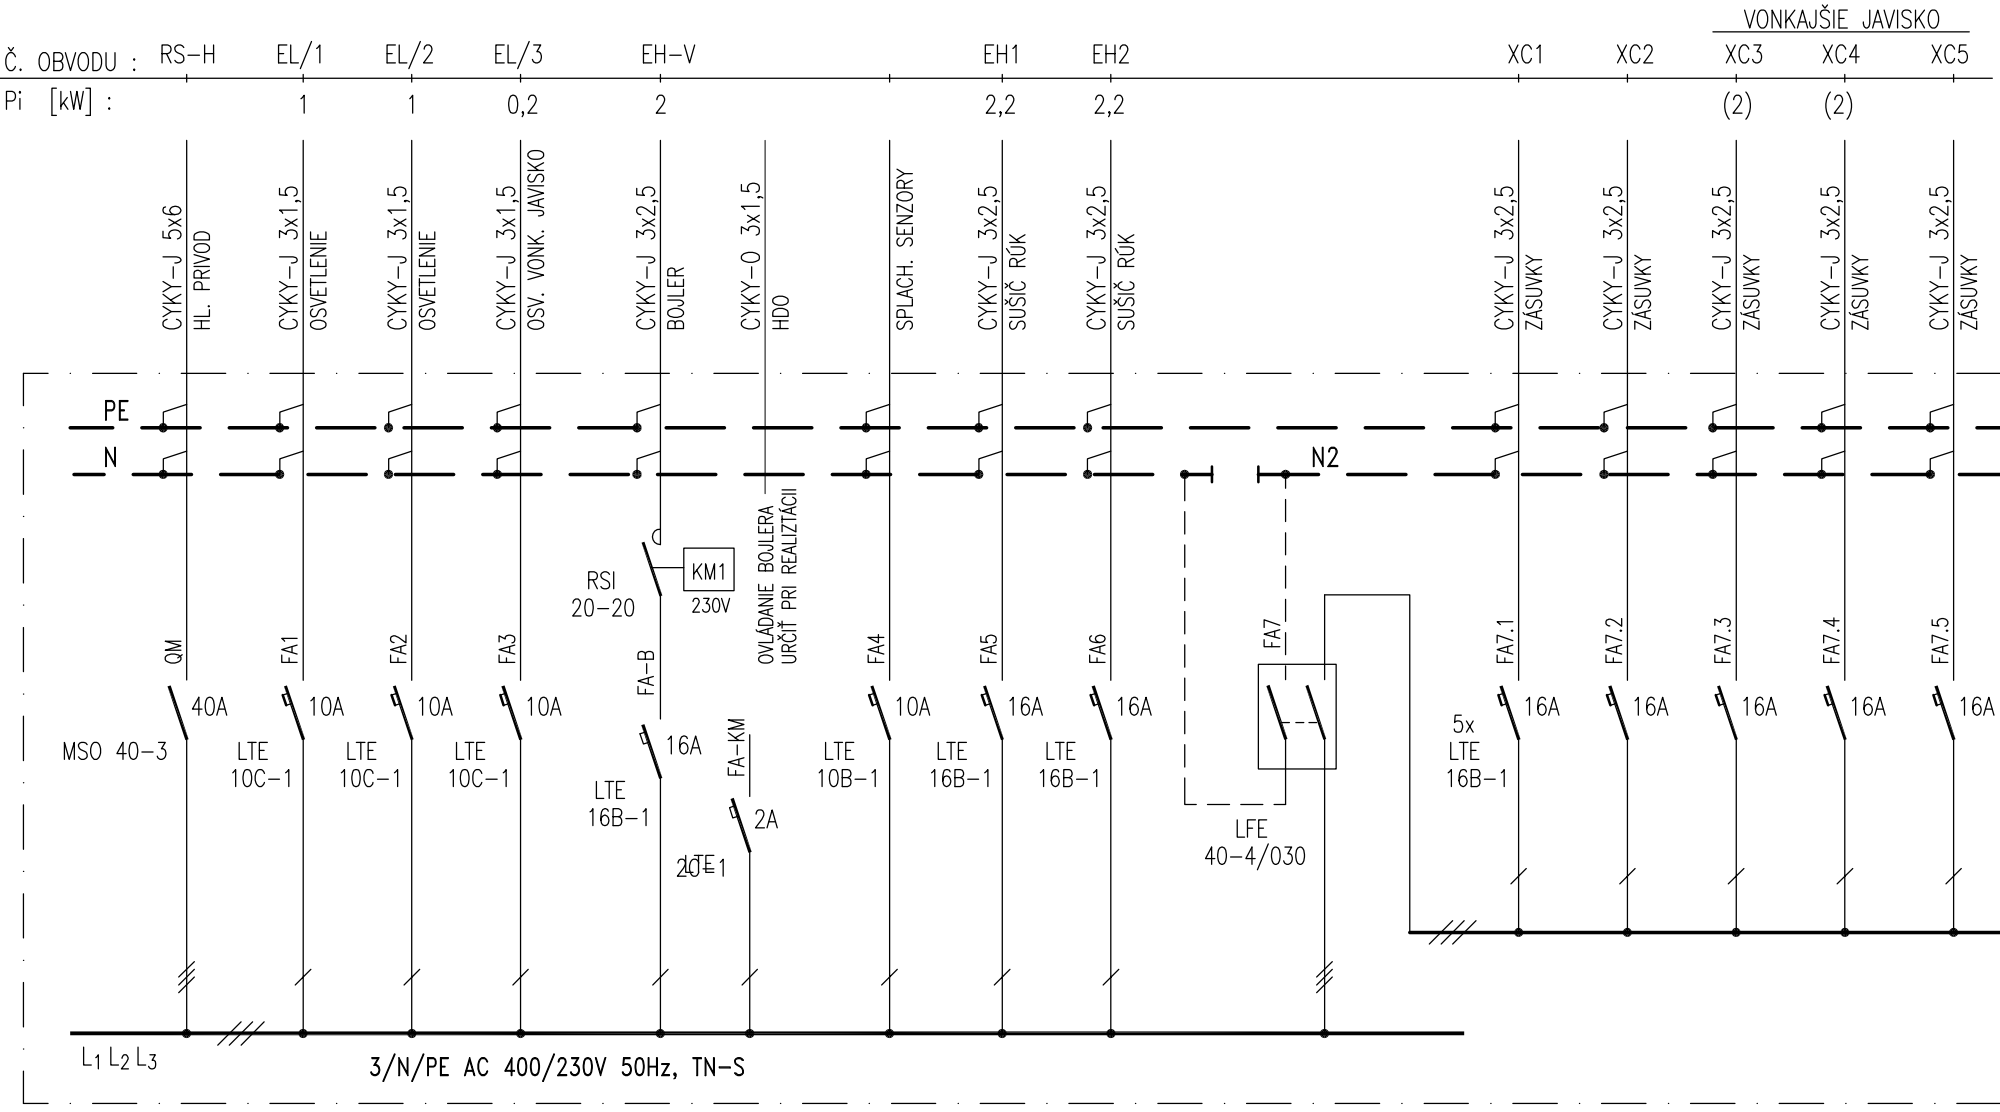 VONKAJŠIE JAVISKO
Č. OBVODU : RS-H EL/1 EL/2 EL/3 EH-V EH1 EH2 XC1 XC2 XC3 XC4 XC5
Pi [kW] : 1 1 0,2 2 2,2 2,2 (2) (2)
CYKY-J 5x6
HL. PRIVOD
CYKY-J 3x1,5
OSVETLENIE
CYKY-J 3x1,5
OSVETLENIE
CYKY-J 3x1,5
OSV. VONK. JAVISKO
CYKY-J 3x2,5
BOJLER
CYKY-O 3x1,5
HDO
SPLACH. SENZORY
CYKY-J 3x2,5
SUŠIČ RÚK
CYKY-J 3x2,5
SUŠIČ RÚK
CYKY-J 3x2,5
ZÁSUVKY
CYKY-J 3x2,5
ZÁSUVKY
CYKY-J 3x2,5
ZÁSUVKY
CYKY-J 3x2,5
ZÁSUVKY
CYKY-J 3x2,5
ZÁSUVKY
PE
N
N2
OVLÁDANIE BOJLERA
URČIŤ PRI REALIZTÁCII
RSI
20-20
KM1
230V
QM
40A
MSO 40-3
FA1
10A
LTE
10C-1
FA2
10A
LTE
10C-1
FA3
10A
LTE
10C-1
FA-B
16A
LTE
16B-1
FA-KM
2A
LTE
FA4
10A
LTE
10B-1
FA5
16A
LTE
16B-1
FA6
16A
LTE
16B-1
FA7
LFE
40-4/030
FA7.1
16A
5x
LTE
16B-1
FA7.2
16A
FA7.3
16A
FA7.4
16A
FA7.5
16A
L1 L2 L3
3/N/PE AC 400/230V 50Hz, TN-S